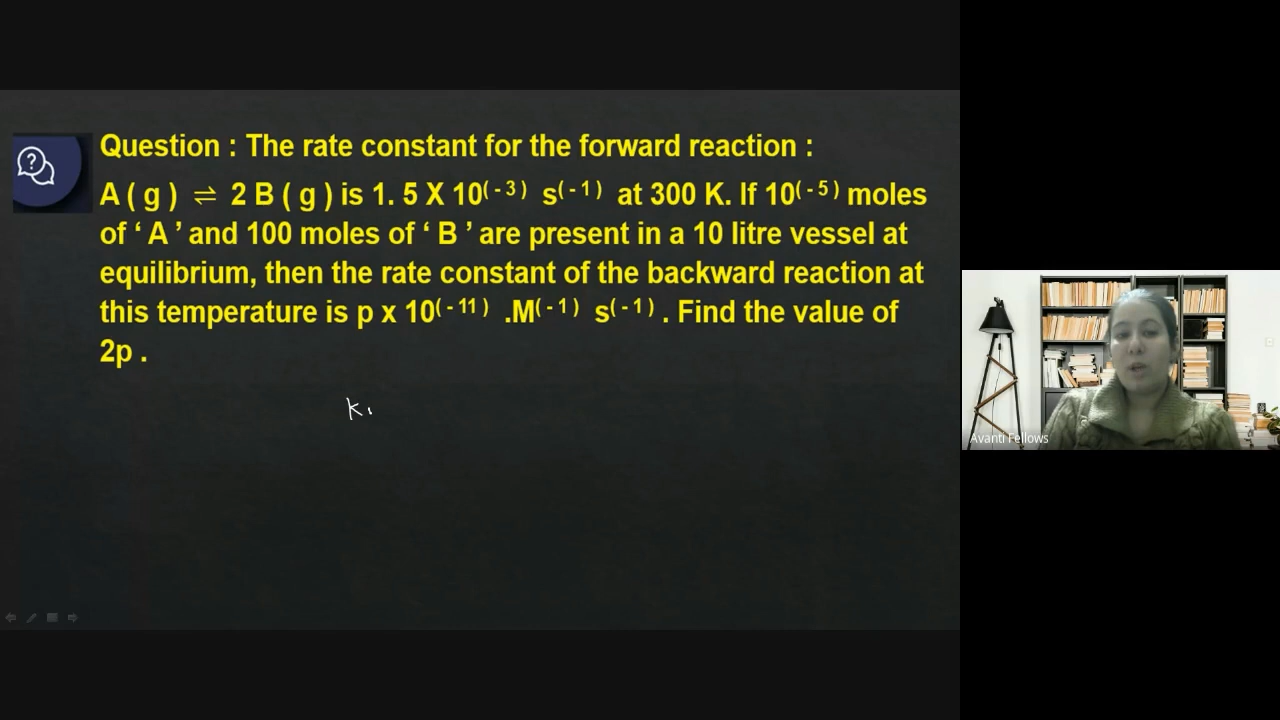 Question : The rate constant for the forward reaction :
A ( g ) ⇌ 2 B ( g ) is 1. 5 X 10⁽⁻³⁾ s⁽⁻¹⁾ at 300 K. If 10⁽⁻⁵⁾ moles
of ‘ A ’ and 100 moles of ‘ B ’ are present in a 10 litre vessel at
equilibrium, then the rate constant of the backward reaction at
this temperature is p x 10⁽⁻¹¹⁾ .M⁽⁻¹⁾ s⁽⁻¹⁾ . Find the value of
2p .
K
Avanti Fellows